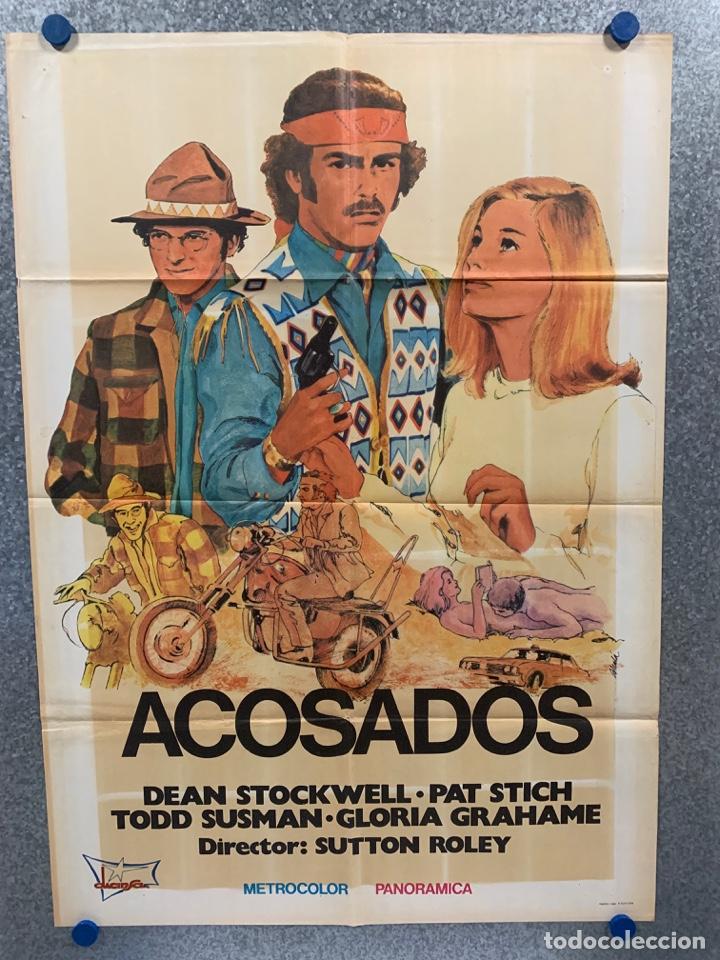 ACOSADOS
DEAN STOCKWELL · PAT STICH
TODD SUSMAN · GLORIA GRAHAME
Director: SUTTON ROLEY
METROCOLOR PANORAMICA
todocoleccion